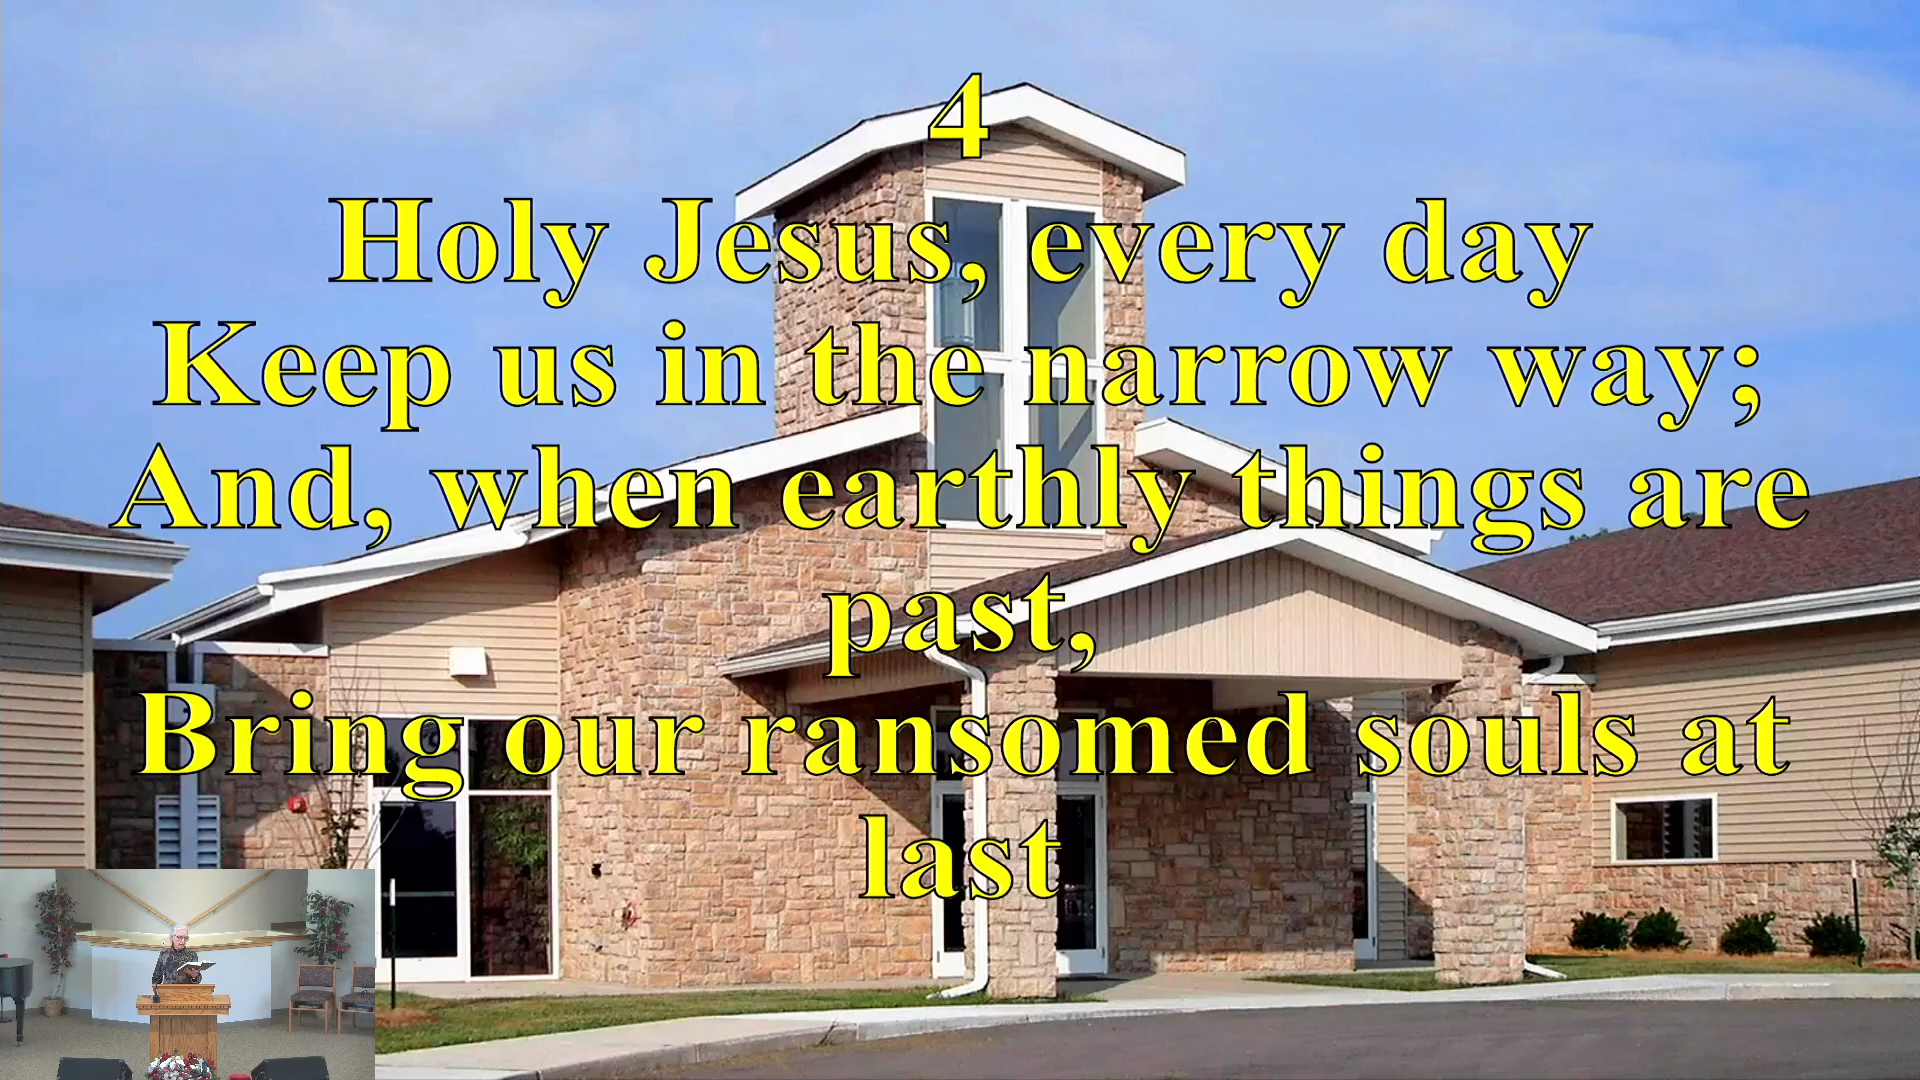 4
Holy Jesus, every day
Keep us in the narrow way;
And, when earthly things are
past,
Bring our ransomed souls at
last